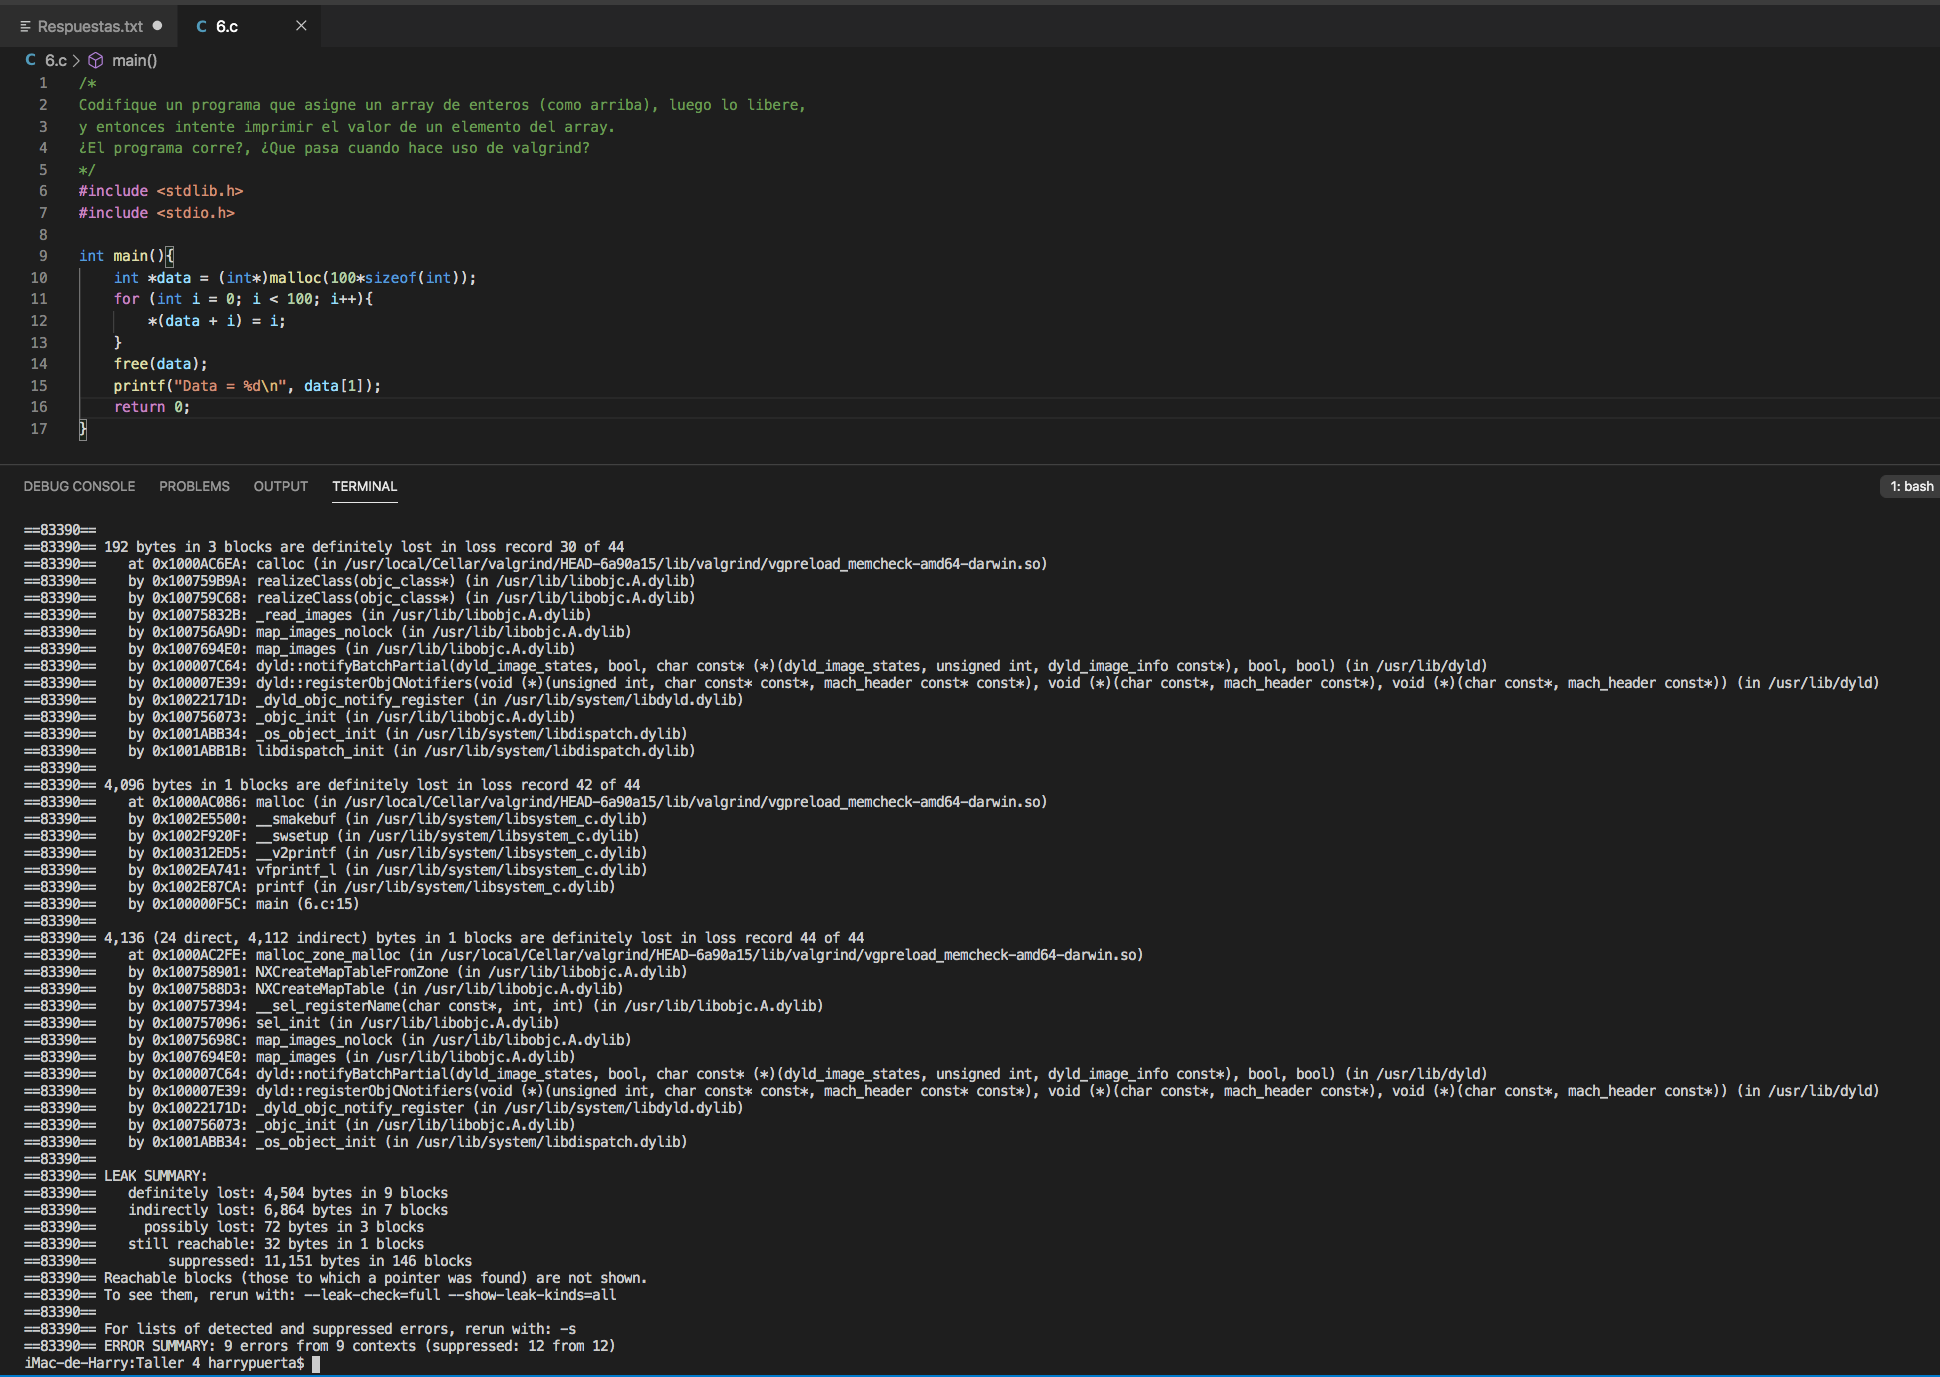 Respuestas.txt
C 6.c
C 6.c > main()
1 /*
2 Codifique un programa que asigne un array de enteros (como arriba), luego lo libere,
3 y entonces intente imprimir el valor de un elemento del array.
4 ¿El programa corre?, ¿Que pasa cuando hace uso de valgrind?
5 */
6 #include <stdlib.h>
7 #include <stdio.h>
8
9 int main(){
10 int *data = (int*)malloc(100*sizeof(int));
11 for (int i = 0; i < 100; i++){
12 *(data + i) = i;
13 }
14 free(data);
15 printf("Data = %d\n", data[1]);
16 return 0;
17 }
DEBUG CONSOLE PROBLEMS OUTPUT TERMINAL 1: bash
==83390==
==83390== 192 bytes in 3 blocks are definitely lost in loss record 30 of 44
==83390== at 0x1000AC6EA: calloc (in /usr/local/Cellar/valgrind/HEAD-6a90a15/lib/valgrind/vgpreload_memcheck-amd64-darwin.so)
==83390== by 0x100759B9A: realizeClass(objc_class*) (in /usr/lib/libobjc.A.dylib)
==83390== by 0x100759C68: realizeClass(objc_class*) (in /usr/lib/libobjc.A.dylib)
==83390== by 0x10075832B: _read_images (in /usr/lib/libobjc.A.dylib)
==83390== by 0x100756A9D: map_images_nolock (in /usr/lib/libobjc.A.dylib)
==83390== by 0x1007694E0: map_images (in /usr/lib/libobjc.A.dylib)
==83390== by 0x100007C64: dyld::notifyBatchPartial(dyld_image_states, bool, char const* (*)(dyld_image_states, unsigned int, dyld_image_info const*), bool, bool) (in /usr/lib/dyld)
==83390== by 0x100007E39: dyld::registerObjCNotifiers(void (*)(unsigned int, char const* const*, mach_header const* const*), void (*)(char const*, mach_header const*), void (*)(char const*, mach_header const*)) (in /usr/lib/dyld)
==83390== by 0x10022171D: _dyld_objc_notify_register (in /usr/lib/system/libdyld.dylib)
==83390== by 0x100756073: _objc_init (in /usr/lib/libobjc.A.dylib)
==83390== by 0x1001ABB34: _os_object_init (in /usr/lib/system/libdispatch.dylib)
==83390== by 0x1001ABB1B: libdispatch_init (in /usr/lib/system/libdispatch.dylib)
==83390==
==83390== 4,096 bytes in 1 blocks are definitely lost in loss record 42 of 44
==83390== at 0x1000AC086: malloc (in /usr/local/Cellar/valgrind/HEAD-6a90a15/lib/valgrind/vgpreload_memcheck-amd64-darwin.so)
==83390== by 0x1002E5500: __smakebuf (in /usr/lib/system/libsystem_c.dylib)
==83390== by 0x1002F920F: __swsetup (in /usr/lib/system/libsystem_c.dylib)
==83390== by 0x100312ED5: __v2printf (in /usr/lib/system/libsystem_c.dylib)
==83390== by 0x1002EA741: vfprintf_l (in /usr/lib/system/libsystem_c.dylib)
==83390== by 0x1002E87CA: printf (in /usr/lib/system/libsystem_c.dylib)
==83390== by 0x100000F5C: main (6.c:15)
==83390==
==83390== 4,136 (24 direct, 4,112 indirect) bytes in 1 blocks are definitely lost in loss record 44 of 44
==83390== at 0x1000AC2FE: malloc_zone_malloc (in /usr/local/Cellar/valgrind/HEAD-6a90a15/lib/valgrind/vgpreload_memcheck-amd64-darwin.so)
==83390== by 0x100758901: NXCreateMapTableFromZone (in /usr/lib/libobjc.A.dylib)
==83390== by 0x1007588D3: NXCreateMapTable (in /usr/lib/libobjc.A.dylib)
==83390== by 0x100757394: __sel_registerName(char const*, int, int) (in /usr/lib/libobjc.A.dylib)
==83390== by 0x100757096: sel_init (in /usr/lib/libobjc.A.dylib)
==83390== by 0x10075698C: map_images_nolock (in /usr/lib/libobjc.A.dylib)
==83390== by 0x1007694E0: map_images (in /usr/lib/libobjc.A.dylib)
==83390== by 0x100007C64: dyld::notifyBatchPartial(dyld_image_states, bool, char const* (*)(dyld_image_states, unsigned int, dyld_image_info const*), bool, bool) (in /usr/lib/dyld)
==83390== by 0x100007E39: dyld::registerObjCNotifiers(void (*)(unsigned int, char const* const*, mach_header const* const*), void (*)(char const*, mach_header const*), void (*)(char const*, mach_header const*)) (in /usr/lib/dyld)
==83390== by 0x10022171D: _dyld_objc_notify_register (in /usr/lib/system/libdyld.dylib)
==83390== by 0x100756073: _objc_init (in /usr/lib/libobjc.A.dylib)
==83390== by 0x1001ABB34: _os_object_init (in /usr/lib/system/libdispatch.dylib)
==83390==
==83390== LEAK SUMMARY:
==83390== definitely lost: 4,504 bytes in 9 blocks
==83390== indirectly lost: 6,864 bytes in 7 blocks
==83390== possibly lost: 72 bytes in 3 blocks
==83390== still reachable: 32 bytes in 1 blocks
==83390== suppressed: 11,151 bytes in 146 blocks
==83390== Reachable blocks (those to which a pointer was found) are not shown.
==83390== To see them, rerun with: --leak-check=full --show-leak-kinds=all
==83390==
==83390== For lists of detected and suppressed errors, rerun with: -s
==83390== ERROR SUMMARY: 9 errors from 9 contexts (suppressed: 12 from 12)
iMac-de-Harry:Taller 4 harrypuerta$